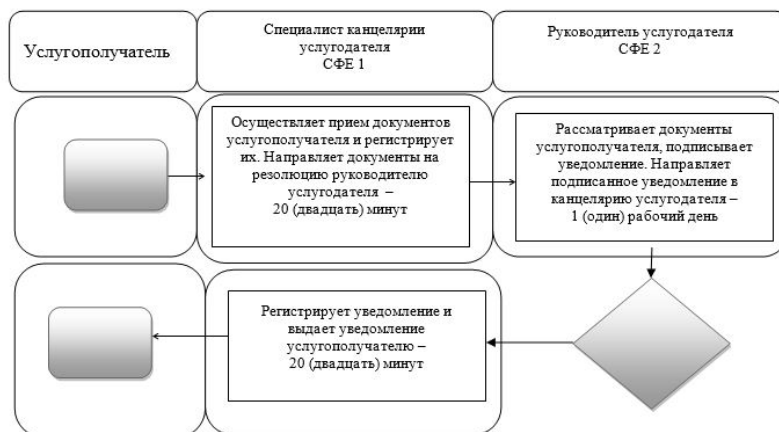 Услугополучатель
Специалист канцелярии
услугодателя
СФЕ 1
Руководитель услугодателя
СФЕ 2
Осуществляет прием документов
услугополучателя и регистрирует
их. Направляет документы на
резолюцию руководителю
услугодателя –
20 (двадцать) минут
Рассматривает документы
услугополучателя, подписывает
уведомление. Направляет
подписанное уведомление в
канцелярию услугодателя –
1 (один) рабочий день
Регистрирует уведомление и
выдает уведомление
услугополучателю –
20 (двадцать) минут